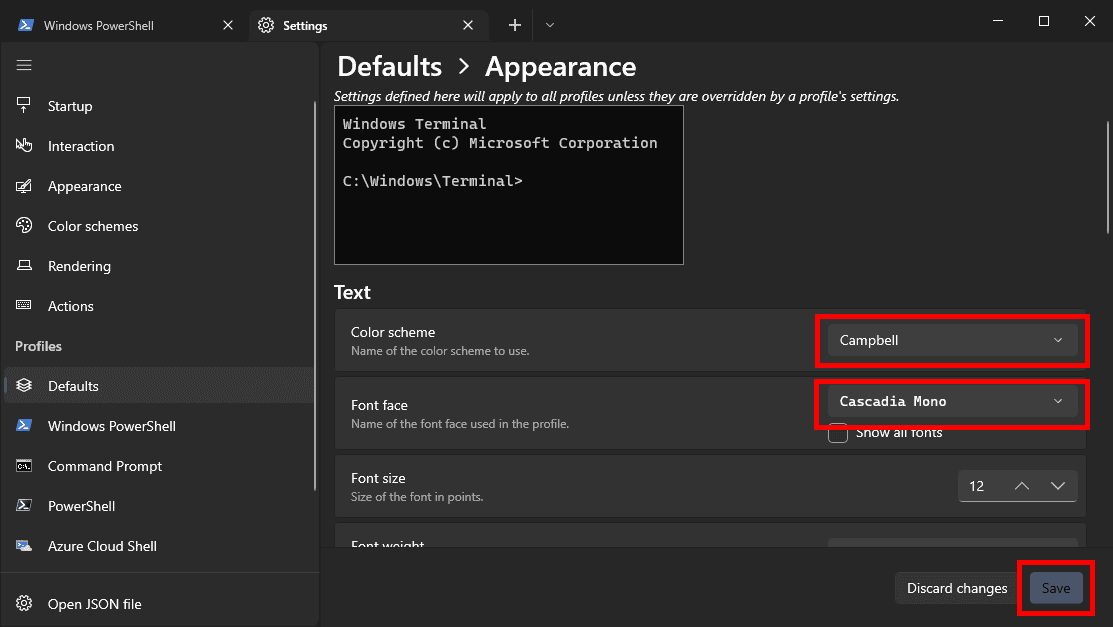 Windows PowerShell
Settings
Startup
Interaction
Appearance
Color schemes
Rendering
Actions
Profiles
Defaults
Windows PowerShell
Command Prompt
PowerShell
Azure Cloud Shell
Open JSON file
Defaults > Appearance
Settings defined here will apply to all profiles unless they are overridden by a profile's settings.
Windows Terminal
Copyright (c) Microsoft Corporation
C:\Windows\Terminal>
Text
Color scheme
Name of the color scheme to use.
Campbell
Font face
Name of the font face used in the profile.
Cascadia Mono
Show all fonts
Font size
Size of the font in points.
12
Font weight
Discard changes
Save